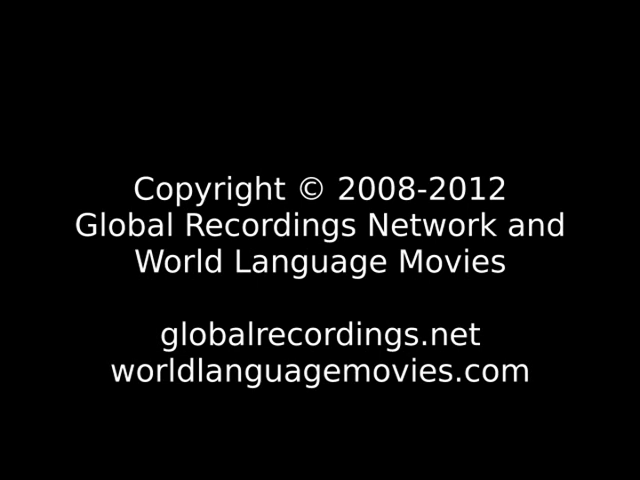 Copyright © 2008-2012
Global Recordings Network and
World Language Movies
globalrecordings.net
worldlanguagemovies.com